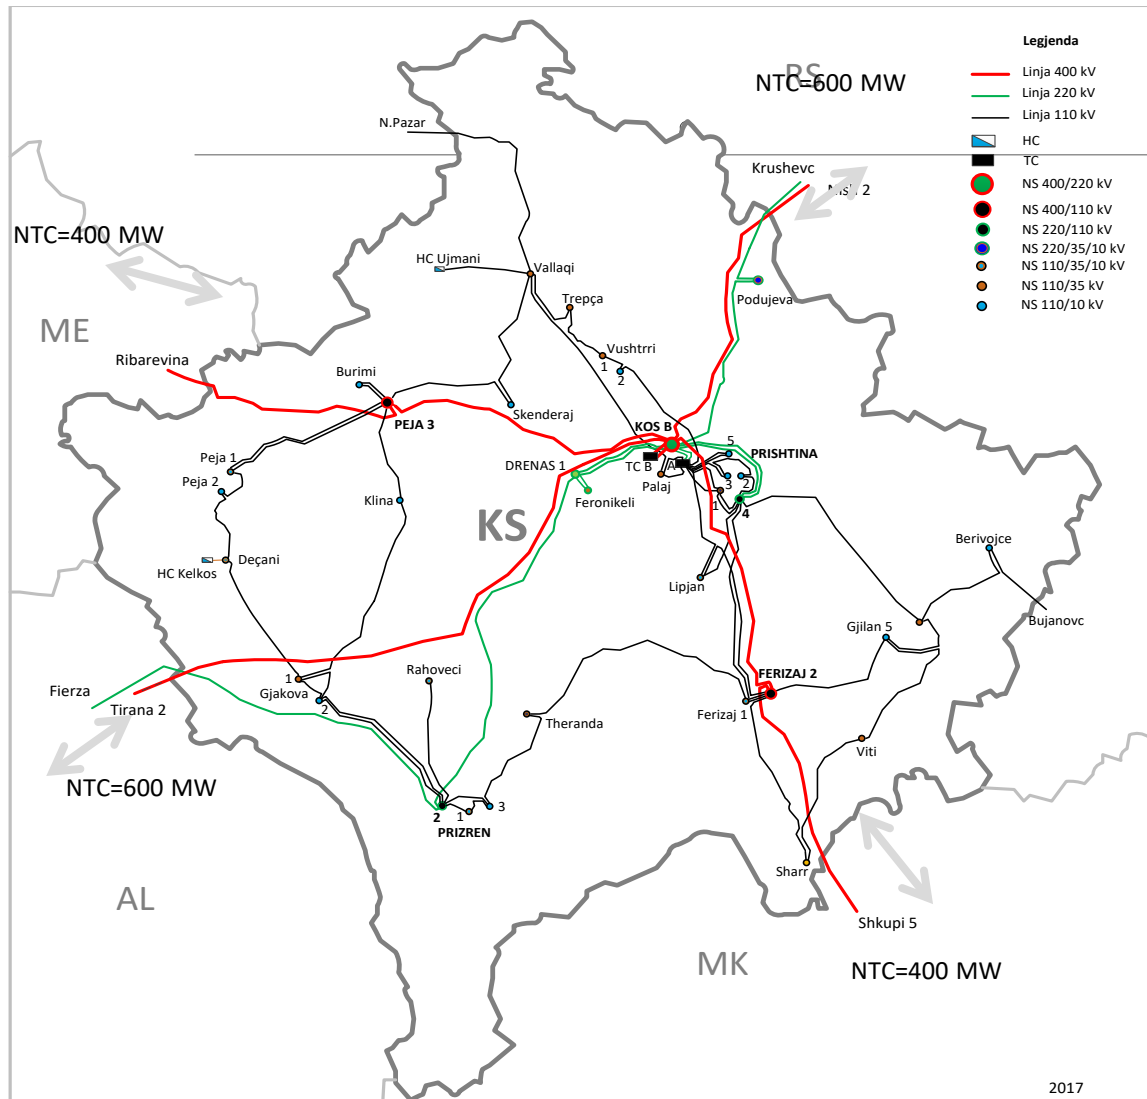 Legjenda
RS
NTC=600 MW
Linja 400 kV
Linja 220 kV
Linja 110 kV
HC
TC
NS 400/220 kV
NS 400/110 kV
NS 220/110 kV
NS 220/35/10 kV
NS 110/35/10 kV
NS 110/35 kV
NS 110/10 kV
N.Pazar
Krushevc
Nish 2
NTC=400 MW
HC Ujmani
Vallaqi
Trepça
Podujeva
ME
Ribarevina
Burimi
Vushtrri
1
2
Skenderaj
PEJA 3
KOS B
5
PRISHTINA
Peja 1
DRENAS 1
TC B
A
Peja 2
Palaj
3
2
Feronikeli
1
4
Klina
KS
Berivojce
HC Kelkos
Deçani
Lipjan
Bujanovc
Gjilan 5
Rahoveci
FERIZAJ 2
1
Fierza
Gjakova
2
Tirana 2
Ferizaj 1
Theranda
Viti
NTC=600 MW
2
1
3
PRIZREN
Sharr
AL
Shkupi 5
MK
NTC=400 MW
2017